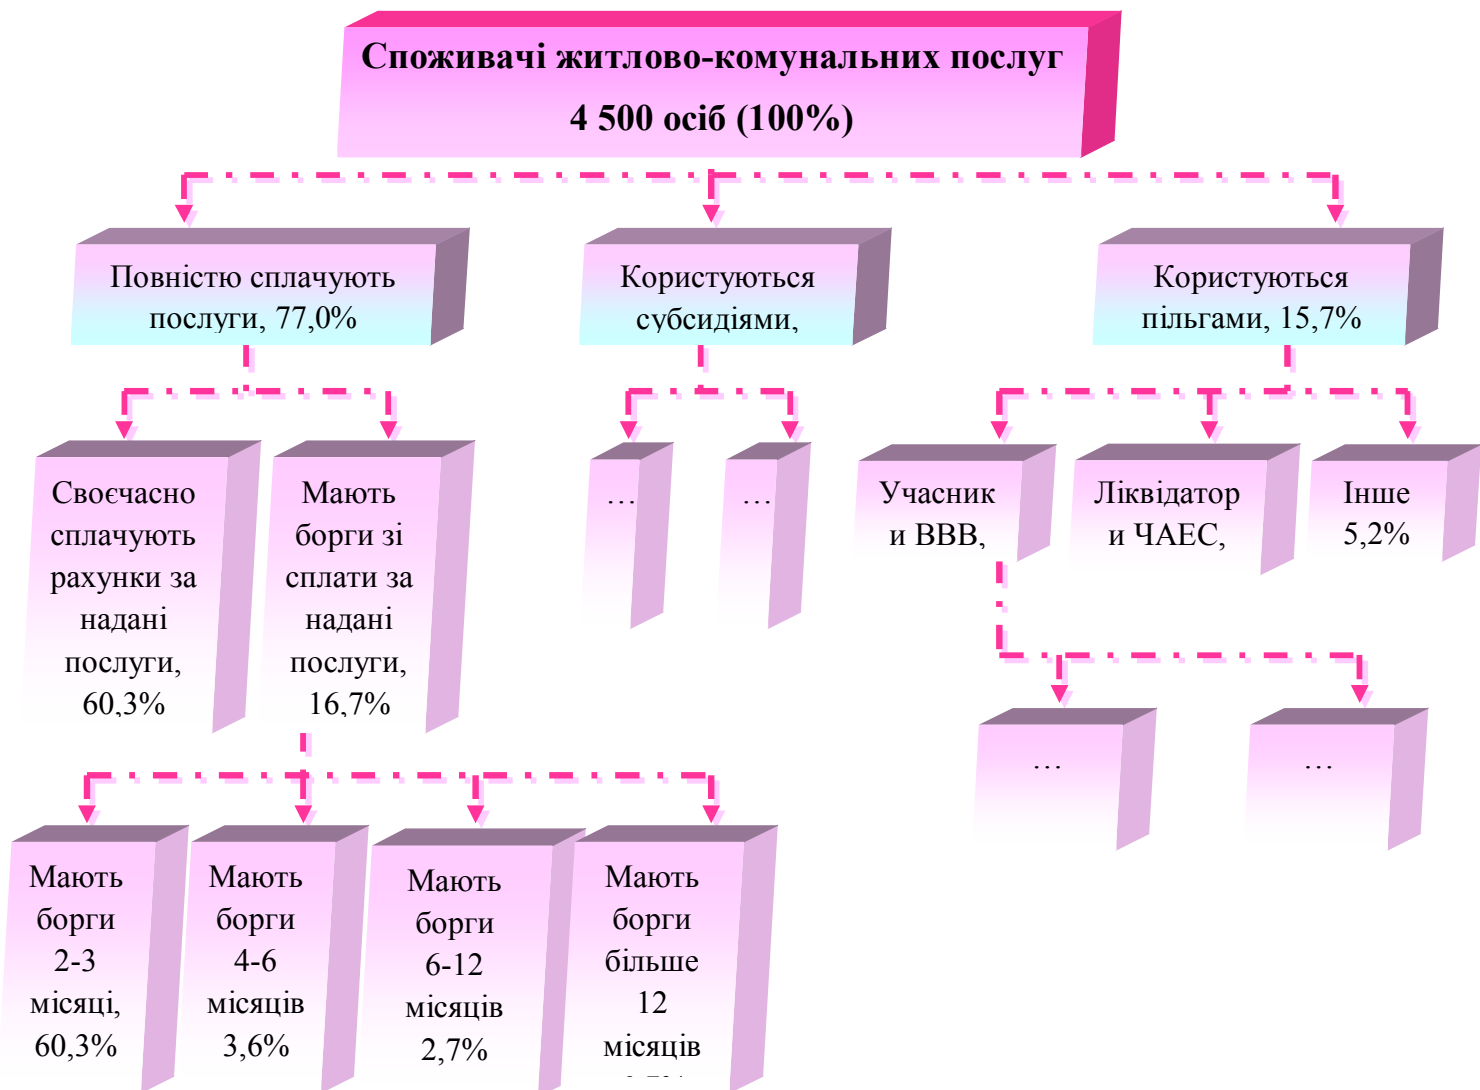 Споживачі житлово-комунальних послуг
4 500 осіб (100%)
Повністю сплачують
послуги, 77,0%
Користуються
субсидіями,
Користуються
пільгами, 15,7%
Своєчасно
сплачують
рахунки за
надані
послуги,
60,3%
Мають
борги зі
сплати за
надані
послуги,
16,7%
…
…
Учасник
и ВВВ,
Ліквідатор
и ЧАЕС,
Інше
5,2%
…
…
Мають
борги
2-3
місяці,
60,3%
Мають
борги
4-6
місяців
3,6%
Мають
борги
6-12
місяців
2,7%
Мають
борги
більше
12
місяців